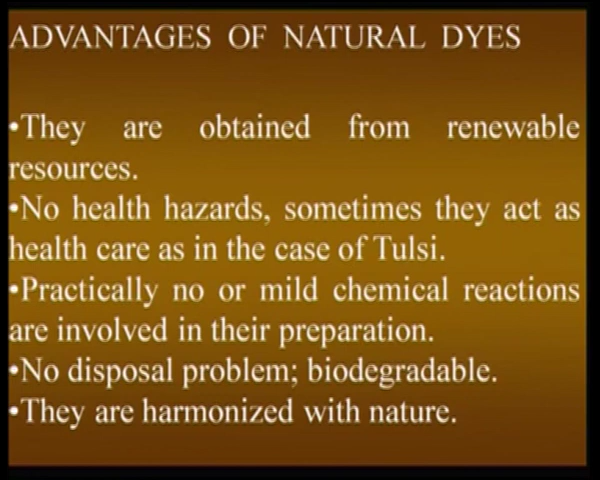 ADVANTAGES OF NATURAL DYES
•They are obtained from renewable
resources.
•No health hazards, sometimes they act as
health care as in the case of Tulsi.
•Practically no or mild chemical reactions
are involved in their preparation.
•No disposal problem; biodegradable.
•They are harmonized with nature.